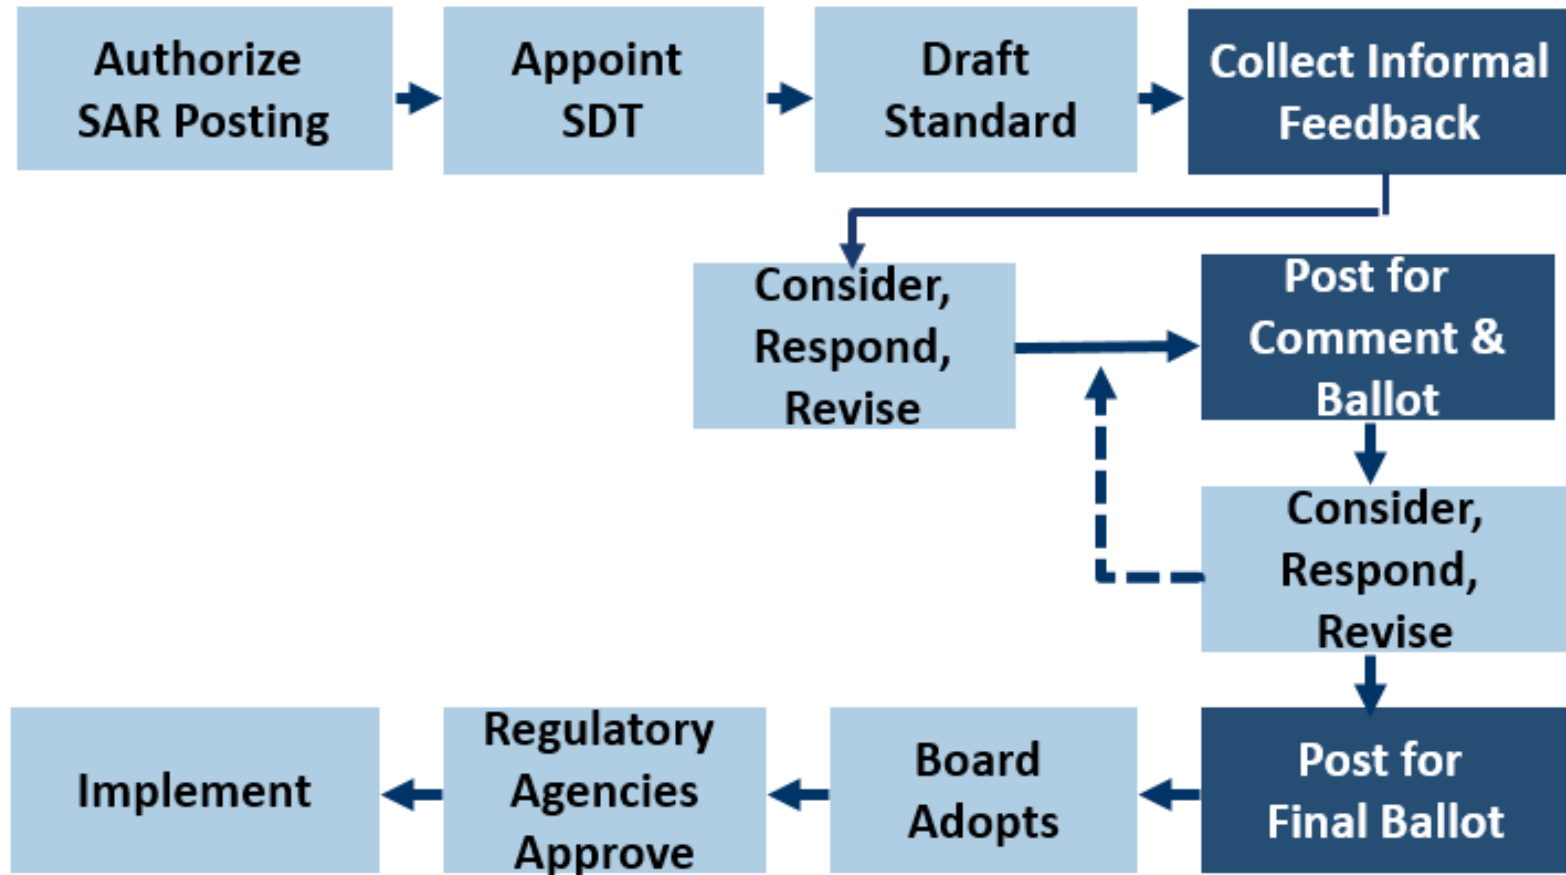 Authorize
SAR Posting
Appoint
SDT
Draft
Standard
Collect Informal
Feedback
Consider,
Respond,
Revise
Post for
Comment &
Ballot
Consider,
Respond,
Revise
Post for
Final Ballot
Board
Adopts
Regulatory
Agencies
Approve
Implement